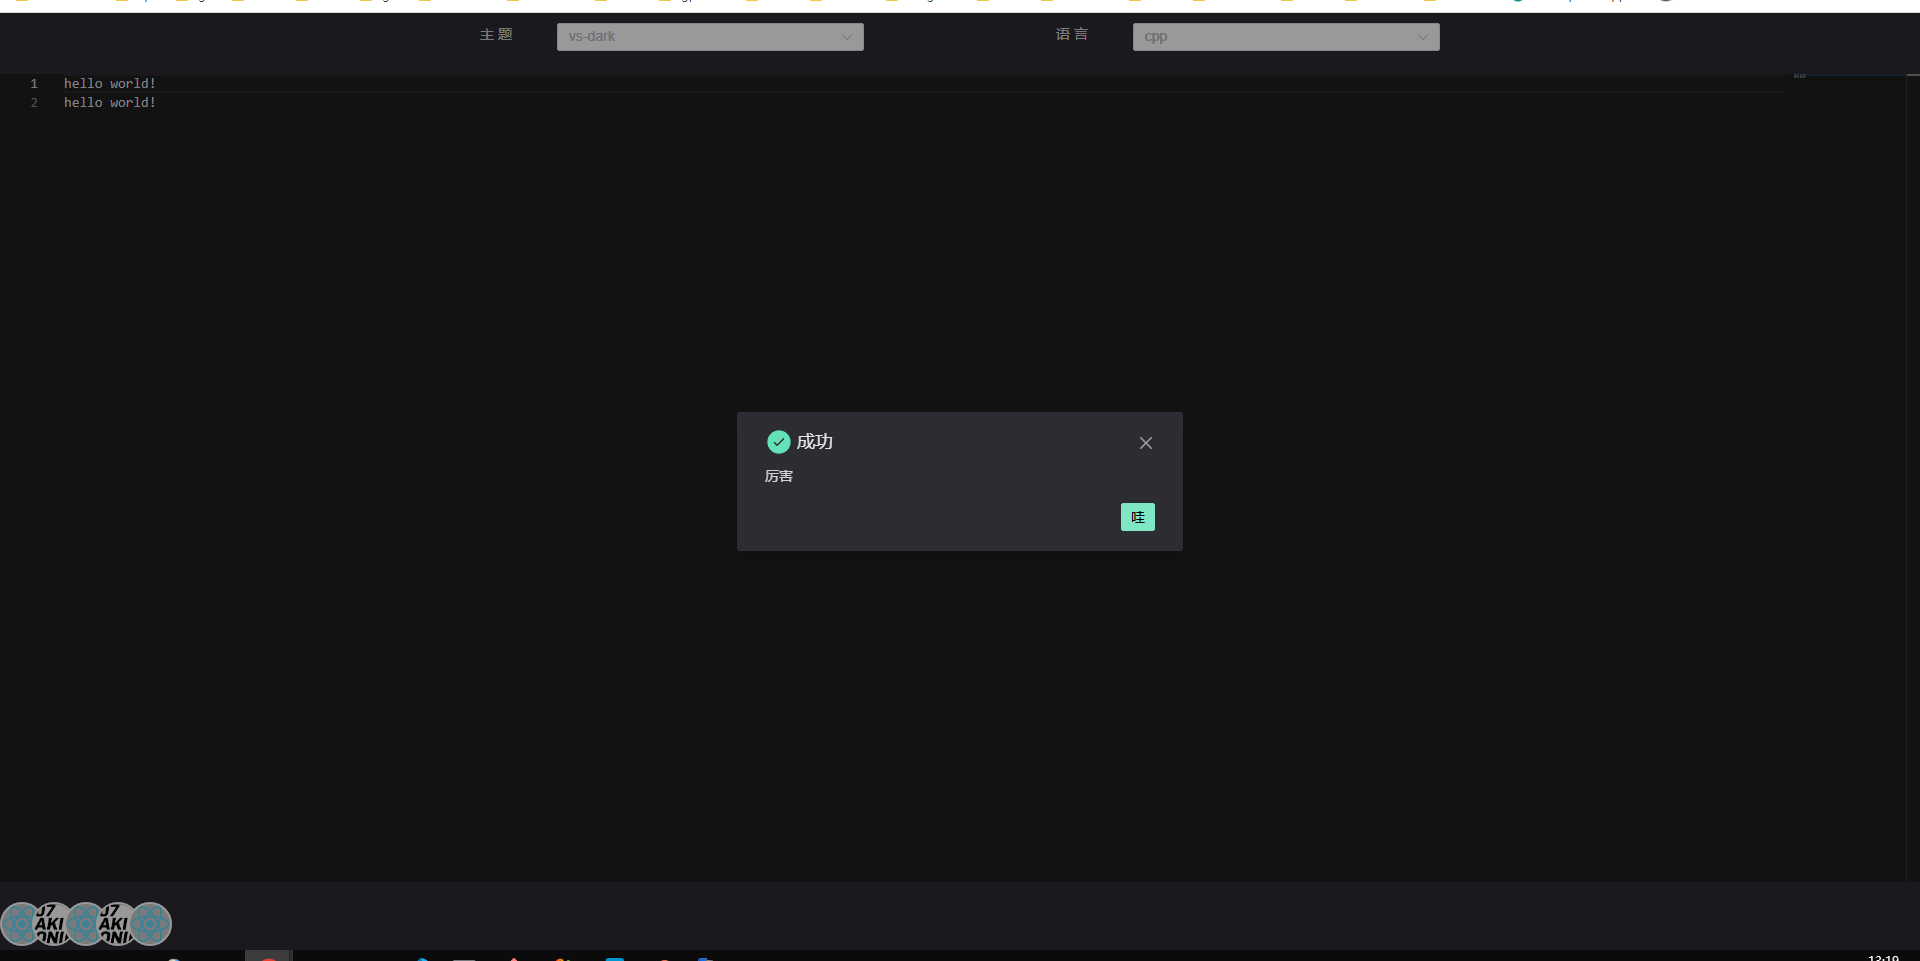 主 题
vs-dark
语 言
cpp
1 hello world!
2 hello world!
成功
厉害
哇
J7
AKI
ONI
J7
AKI
ONI
13:19